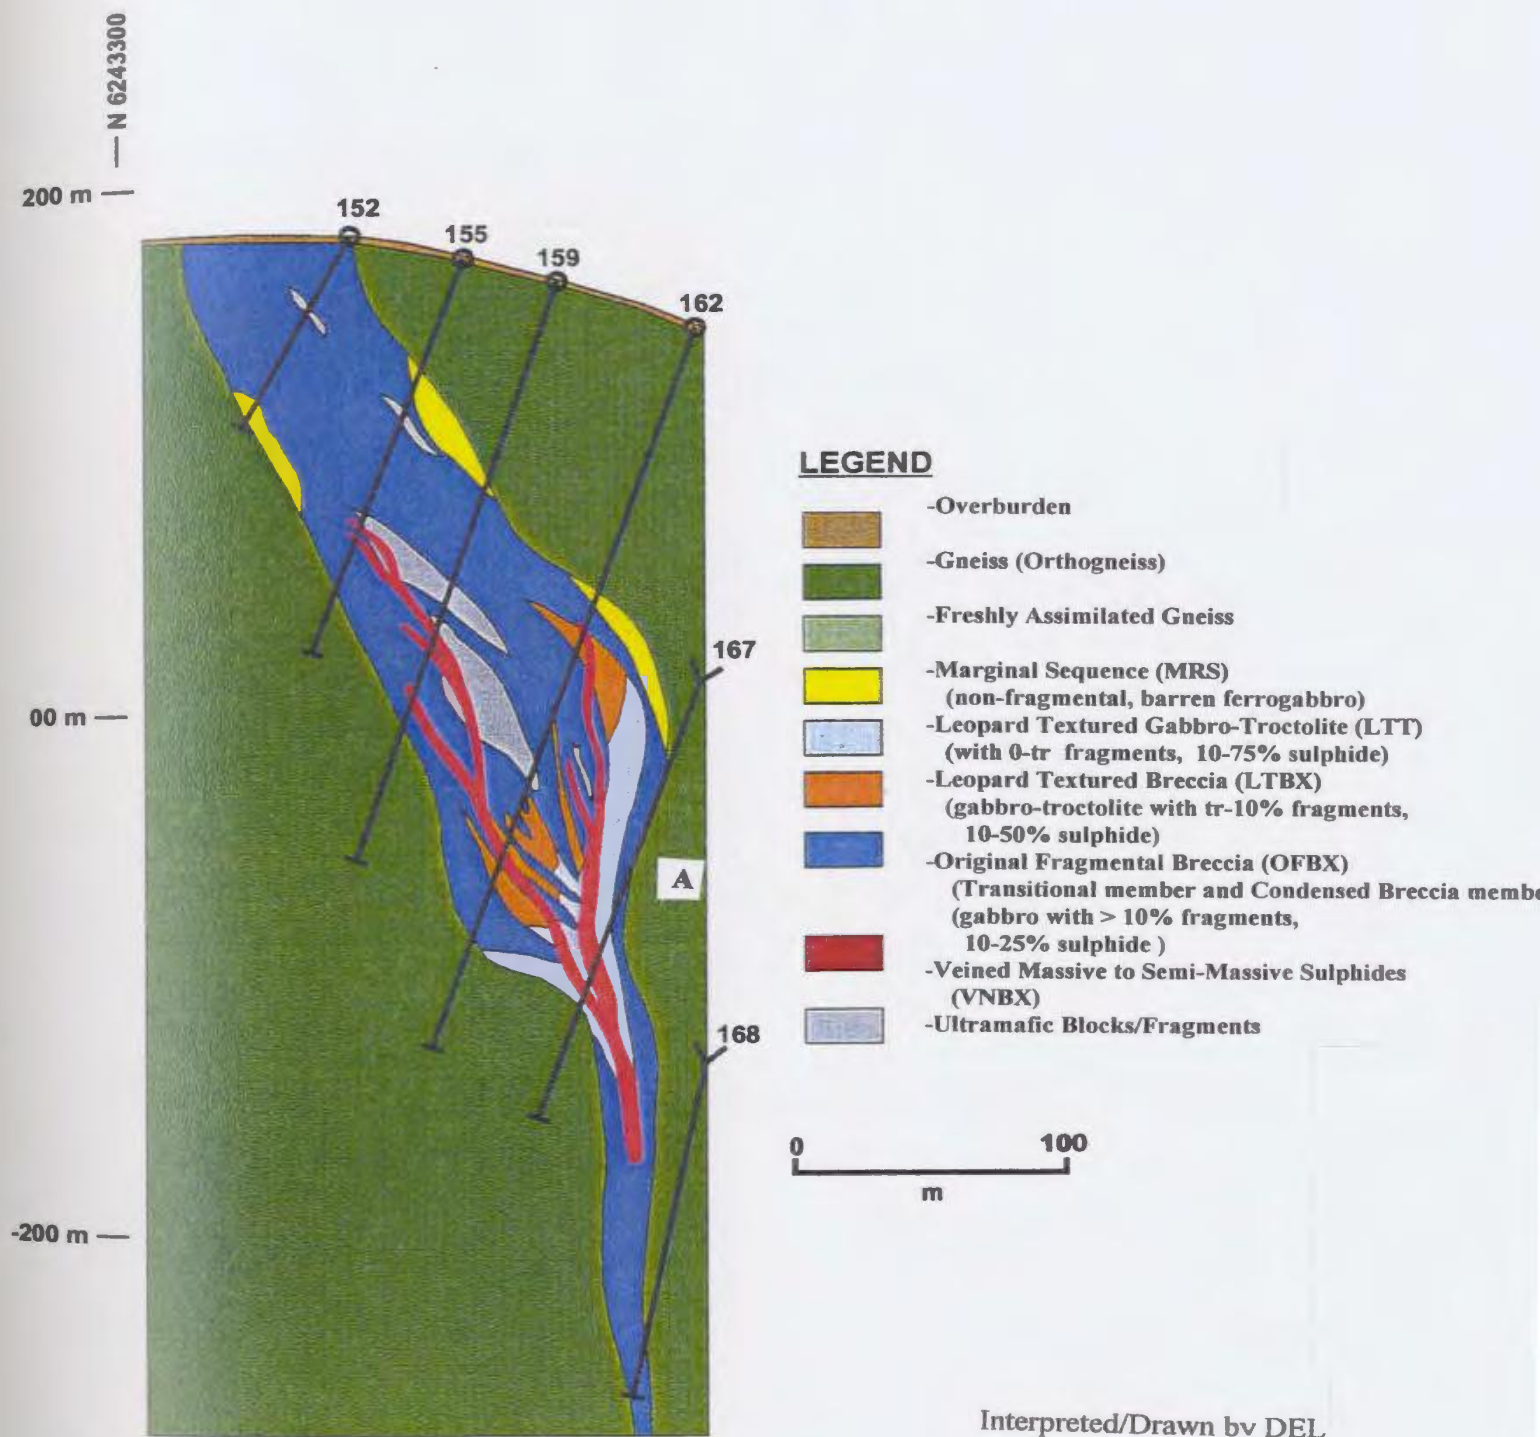 N 6243300
200 m
152
155
159
162
167
00 m
A
168
-200 m
LEGEND
-Overburden
-Gneiss (Orthogneiss)
-Freshly Assimilated Gneiss
-Marginal Sequence (MRS)
(non-fragmental, barren ferrogabbro)
-Leopard Textured Gabbro-Troctolite (LTT)
(with 0-tr fragments, 10-75% sulphide)
-Leopard Textured Breccia (LTBX)
(gabbro-troctolite with tr-10% fragments,
10-50% sulphide)
-Original Fragmental Breccia (OFBX)
(Transitional member and Condensed Breccia membe
(gabbro with > 10% fragments,
10-25% sulphide )
-Veined Massive to Semi-Massive Sulphides
(VNBX)
-Ultramafic Blocks/Fragments
0 100
m
Interpreted/Drawn by DEL